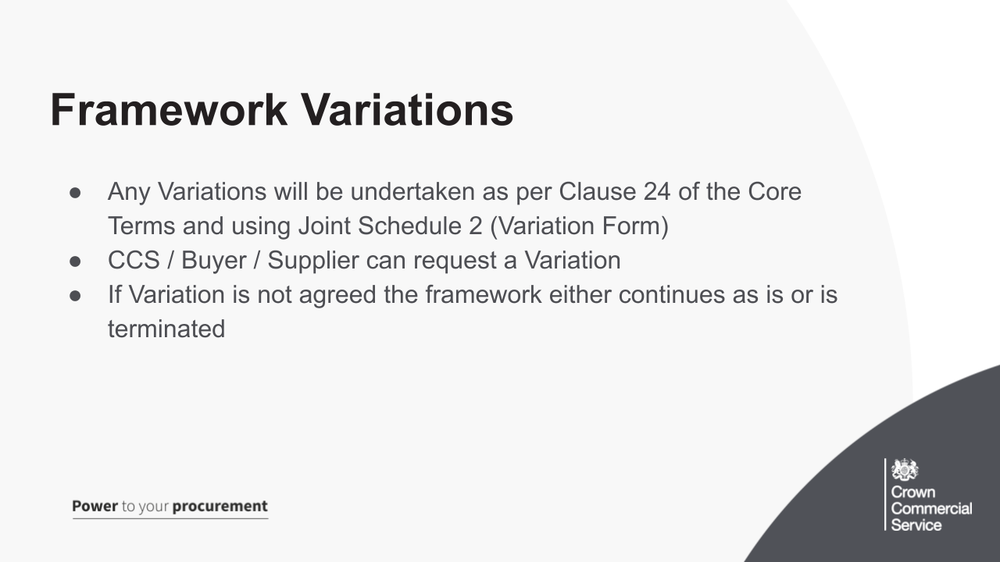 Framework Variations
● Any Variations will be undertaken as per Clause 24 of the Core
Terms and using Joint Schedule 2 (Variation Form)
● CCS / Buyer / Supplier can request a Variation
● If Variation is not agreed the framework either continues as is or is
terminated
Power to your procurement
Crown
Commercial
Service